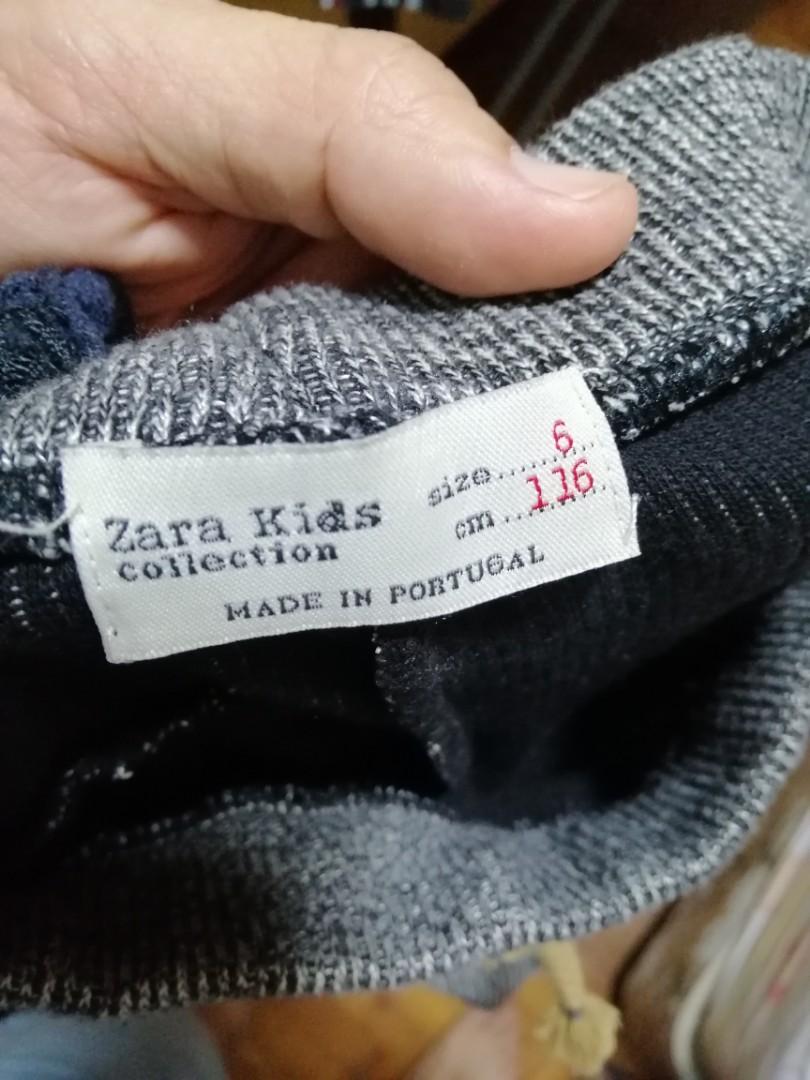 Zara Kids
collection
size......6
cm...116
MADE IN PORTUGAL